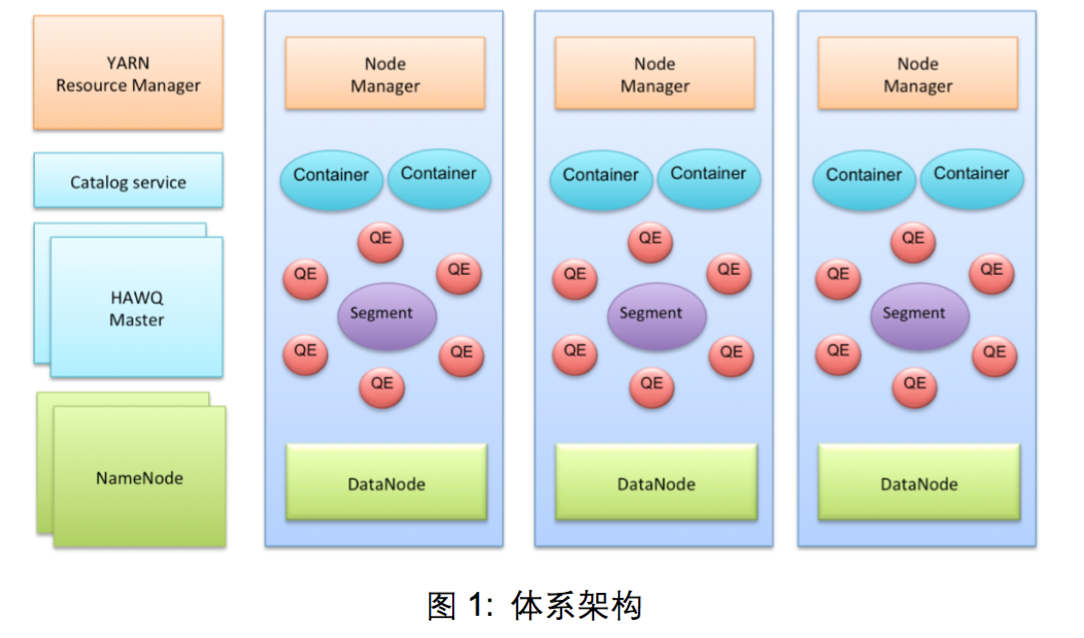 YARN
Resource Manager
Catalog service
HAWQ
Master
NameNode
Node
Manager
Container
Container
QE
QE
QE
Segment
QE
QE
QE
DataNode
Node
Manager
Container
Container
QE
QE
QE
Segment
QE
QE
QE
DataNode
Node
Manager
Container
Container
QE
QE
QE
Segment
QE
QE
QE
DataNode
图 1: 体系架构